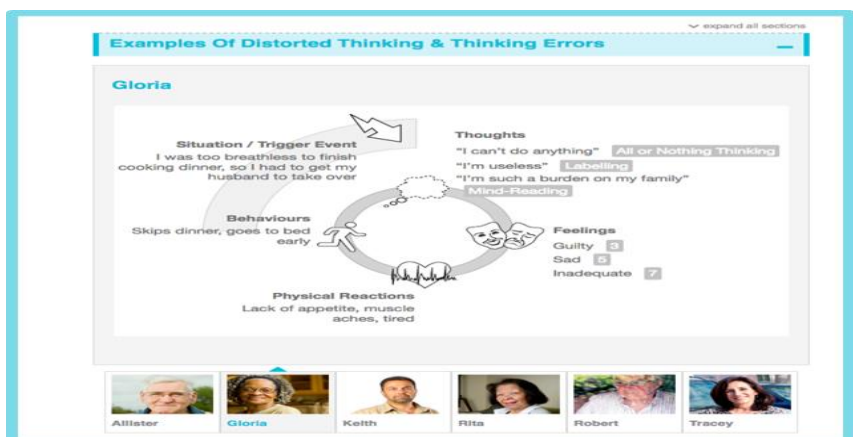 expand all sections
Examples Of Distorted Thinking & Thinking Errors
Gloria
Situation / Trigger Event
I was too breathless to finish
cooking dinner, so I had to get my
husband to take over
Thoughts
"I can't do anything" All or Nothing Thinking
"I'm useless" Labelling
"I'm such a burden on my family"
Mind-Reading
Feelings
Guilty 3
Sad 5
Inadequate 7
Physical Reactions
Lack of appetite, muscle
aches, tired
Behaviours
Skips dinner, goes to bed
early
Allister
Gloria
Keith
Rita
Robert
Tracey